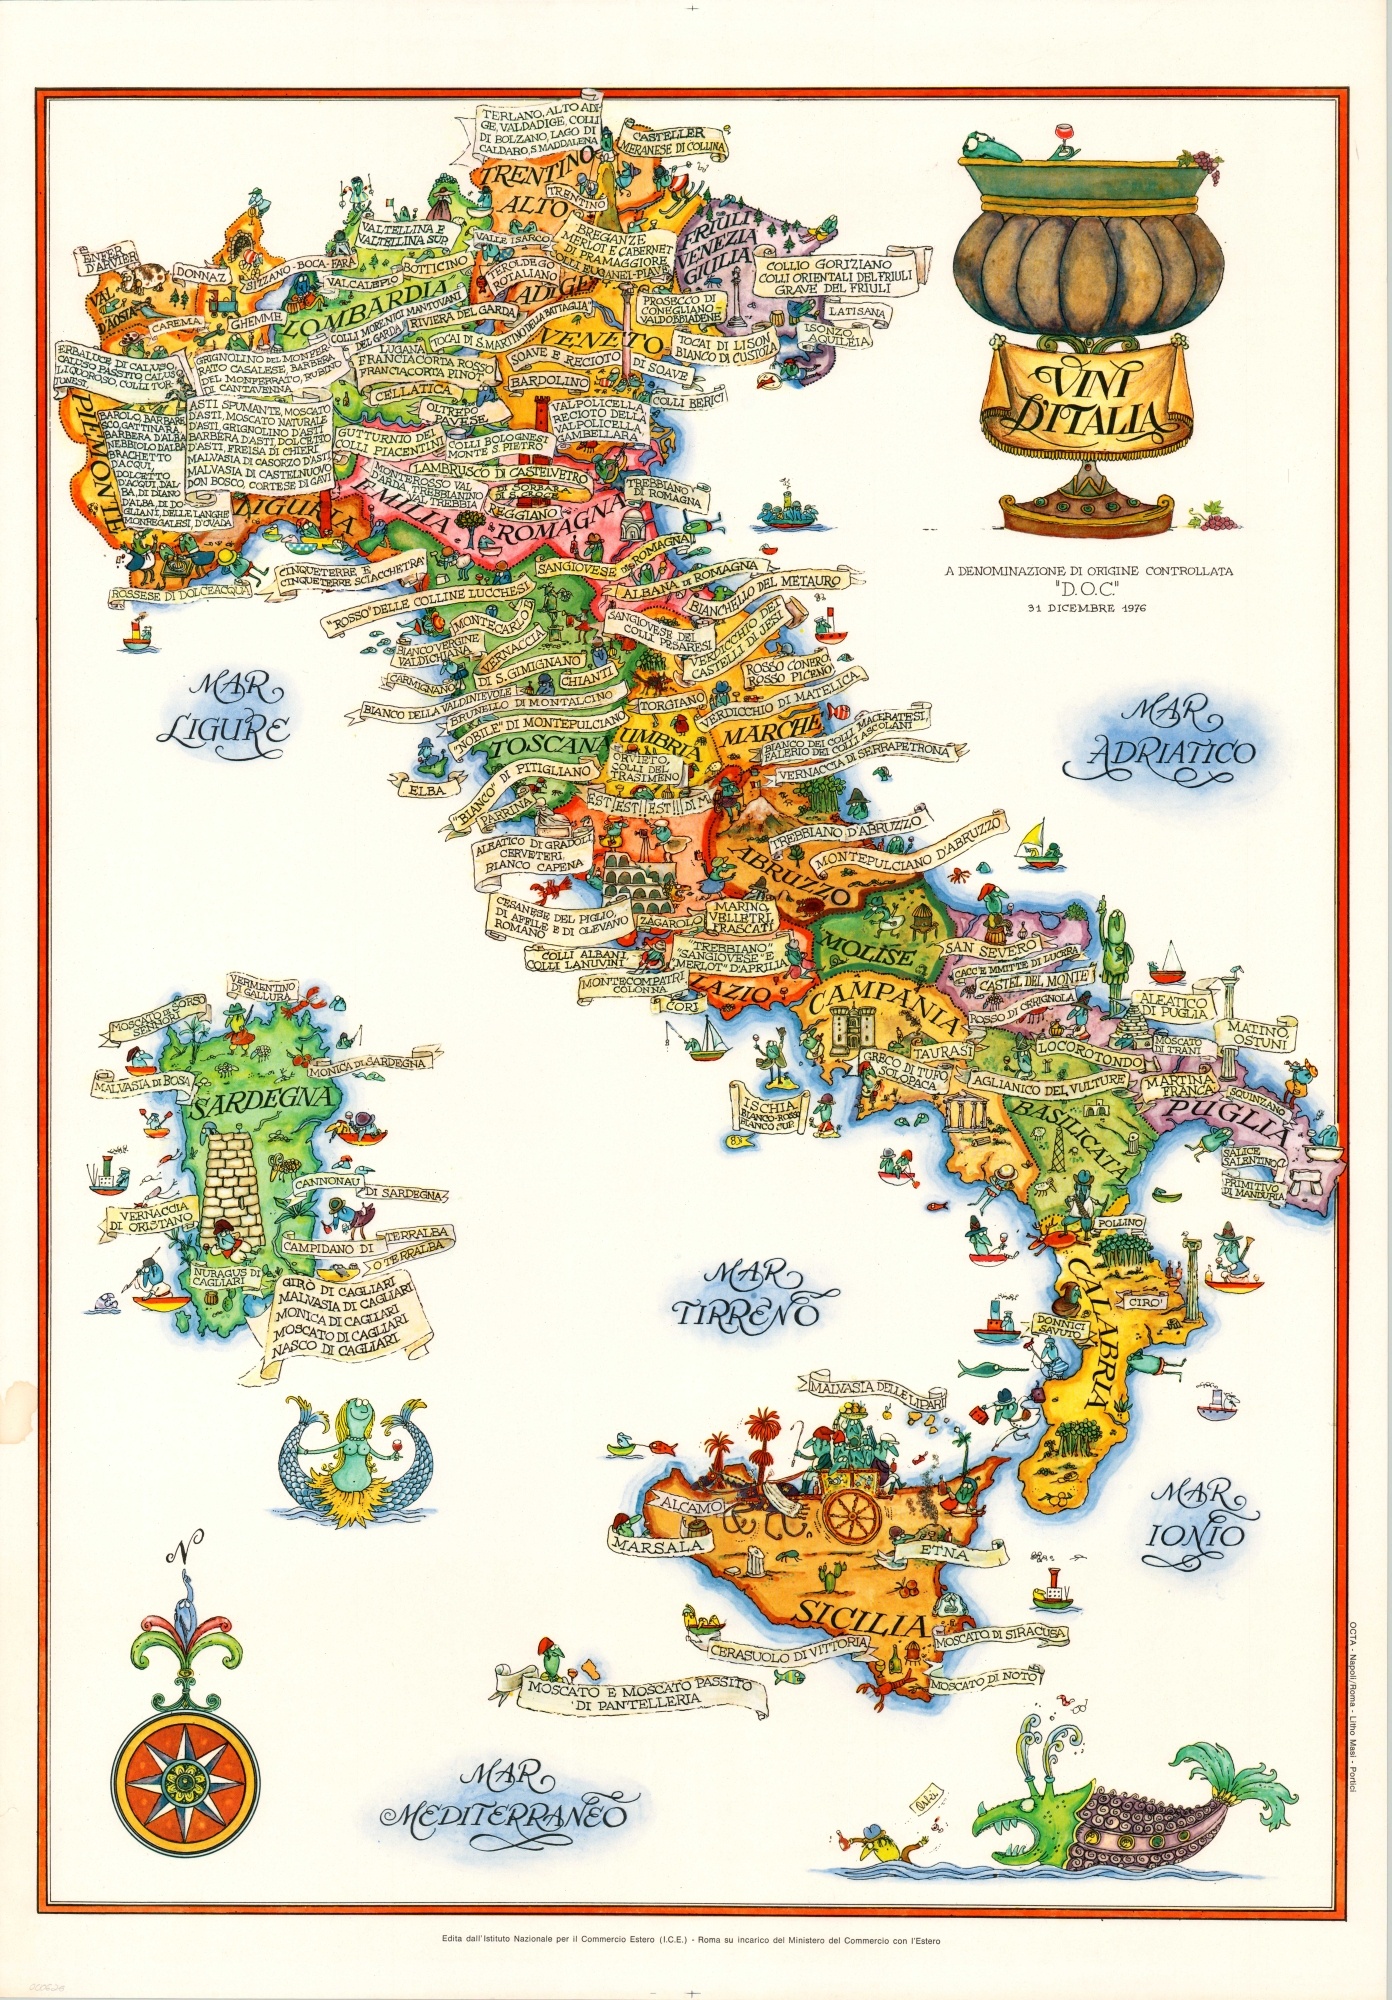 TERLANO, ALTO ADI-
GE, VALDADIGE, COLLI
DI BOLZANO, LAGO DI
CALDARO, S. MADDALENA
CASTELLER
MERANESE DI COLLINA
TRENTINO
TRENTINO
ALTO
ADIGE
VALTELLINA E
VALTELLINA SUP.
VALLE ISARCO
BREGANZE
MERLOT E CABERNET
DI PRAMAGGIORE
COLLI EUGANEI-PIAVE
FRIULI
VENEZIA
GIULIA
COLLIO GORIZIANO
COLLI ORIENTALI DEL FRIULI
GRAVE DEL FRIULI
LATISANA
ISONZO,
AQUILEIA
ENFER
D'ARVIER
VAL
D'AOSTA
DONNAZ
SIZZANO-BOCA-FARA
BOTTICINO
VALCALEPIO
CAREMA
GHEMME
LOMBARDIA
COLLI MORENICI MANTOVANI
DEL GARDA
RIVIERA DEL GARDA
TEROLDEGO
ROTALIANO
PROSECCO DI
CONEGLIANO-
VALDOBBIADENE
TOCAI DI S.MARTINO DELLA BATTAGLIA
VENETO
TOCAI DI LISON
BIANCO DI CUSTOZA
LUGANA
FRANCIACORTA ROSSO
FRANCIACORTA PINOT
SOAVE E RECIOTO
DI SOAVE
CELLATICA
BARDOLINO
COLLI BERICI
OLTREPO
PAVESE
VALPOLICELLA
RECIOTO DELLA
VALPOLICELLA
GAMBELLARA
ERBALUCE DI CALUSO,
CALUSO PASSITO, CALUSO
LIQUOROSO, COLLI TOR-
TONESI,
GRIGNOLINO DEL MONFER-
RATO CASALESE, BARBERA
DEL MONFERRATO, RUBINO
DI CANTAVENNA
PIEMONTE
BAROLO, BARBARE-
SCO, GATTINARA
BARBERA D'ALBA
NEBBIOLO D'ALBA
BRACHETTO
D'ACQUI,
DOLCETTO
D'ACQUI, D'AL-
BA, DI DIANO
D'ALBA, DI DO-
GLIANI, DELLE LANGHE
MONREGALESI, D'OVADA
ASTI SPUMANTE, MOSCATO
D'ASTI, MOSCATO NATURALE
D'ASTI, GRIGNOLINO D'ASTI
BARBERA D'ASTI, DOLCETTO
D'ASTI, FREISA DI CHIERI
MALVASIA DI CASORZO D'ASTI
MALVASIA DI CASTELNUOVO
DON BOSCO, CORTESE DI GAVI
GUTTURNIO DEI
COLLI PIACENTINI
COLLI BOLOGNESI
MONTE S. PIETRO
MONTEROSSO VAL
D'ARDA, TREBBIANINO
VAL TREBBIA
LAMBRUSCO DI CASTELVETRO
DI SORBARA
DI S. CROCE
REGGIANO
TREBBIANO
DI ROMAGNA
LIGURIA
EMILIA
ROMAGNA
ROSSESE DI DOLCEACQUA
CINQUETERRE E
CINQUETERRE SCIACCHETRA
SANGIOVESE DI ROMAGNA
ALBANA DI ROMAGNA
BIANCHELLO DEL METAURO
"ROSSO" DELLE COLLINE LUCCHESI
MONTECARLO
SANGIOVESE DEI
COLLI PESARESI
VERDICCHIO DEI
CASTELLI DI JESI
BIANCO VERGINE
VALDICHIANA
VERNACCIA
DI S. GIMIGNANO
CARMIGNANO
CHIANTI
ROSSO CONERO,
ROSSO PICENO
BIANCO DELLA VALDINIEVOLE
BRUNELLO DI MONTALCINO
"NOBILE" DI MONTEPULCIANO
TORGIANO
VERDICCHIO DI MATELICA
TOSCANA
UMBRIA
MARCHE
BIANCO DEI COLLI MACERATESI,
FALERIO DEI COLLI ASCOLANI
VERNACCIA DI SERRAPETRONA
ORVIETO,
COLLI DEL
TRASIMENO
ELBA
"BIANCO" DI PITIGLIANO
PARRINA
EST!EST!!EST!!! DI M.
TREBBIANO D'ABRUZZO
MONTEPULCIANO D'ABRUZZO
ABRUZZO
ALEATICO DI GRADOLI,
CERVETERI,
BIANCO CAPENA
CESANESE DEL PIGLIO,
DI AFFILE E DI OLEVANO
ROMANO
ZAGAROLO
MARINO,
VELLETRI,
FRASCATI
COLLI ALBANI,
COLLI LANUVINI
"TREBBIANO"
"SANGIOVESE" E
"MERLOT" D'APRILIA
MONTECOMPATRI
COLONNA
CORI
LAZIO
MOLISE
SAN SEVERO
CACC'E MMITTE DI LUCERA
CASTEL DEL MONTE
ROSSO DI CERIGNOLA
CAMPANIA
GRECO DI TUFO
SOLOPACA
TAURASI
ISCHIA
BIANCO-ROSSO
BIANCO SUP.
ALEATICO
DI PUGLIA
MATINO,
OSTUNI
MOSCATO
DI TRANI
LOCOROTONDO
MARTINA
FRANCA
SQUINZANO
AGLIANICO DEL VULTURE
PUGLIA
BASILICATA
SALICE
SALENTINO
PRIMITIVO
DI MANDURIA
POLLINO
CIRO'
DONNICI
SAVUTO
CALABRIA
MOSCATO DI SORSO
SENNORI
VERMENTINO
DI GALLURA
MALVASIA DI BOSA
MONICA DI SARDEGNA
SARDEGNA
CANNONAU
DI SARDEGNA
VERNACCIA
DI ORISTANO
CAMPIDANO DI TERRALBA
O TERRALBA
NURAGUS DI
CAGLIARI
GIRÒ DI CAGLIARI
MALVASIA DI CAGLIARI
MONICA DI CAGLIARI
MOSCATO DI CAGLIARI
NASCO DI CAGLIARI
MALVASIA DELLE LIPARI
ALCAMO
MARSALA
ETNA
SICILIA
CERASUOLO DI VITTORIA
MOSCATO DI SIRACUSA
MOSCATO DI NOTO
MOSCATO E MOSCATO PASSITO
DI PANTELLERIA
VINI
D'ITALIA
A DENOMINAZIONE DI ORIGINE CONTROLLATA
"D.O.C."
31 DICEMBRE 1976
MAR
LIGURE
MAR
ADRIATICO
MAR
TIRRENO
MAR
IONIO
MAR
MEDITERRANEO
N
OCTA - Napoli/Roma - Litho Masi - Portici
Edita dall'Istituto Nazionale per il Commercio Estero (I.C.E.) - Roma su incarico del Ministero del Commercio con l'Estero